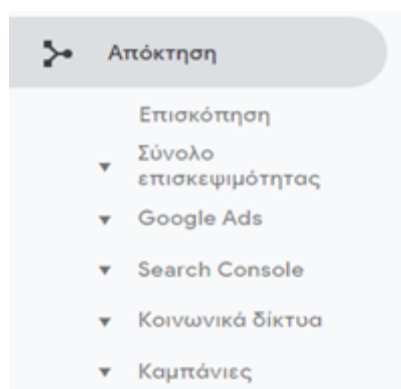 Απόκτηση
Επισκόπηση
Σύνολο
επισκεψιμότητας
Google Ads
Search Console
Κοινωνικά δίκτυα
Καμπάνιες